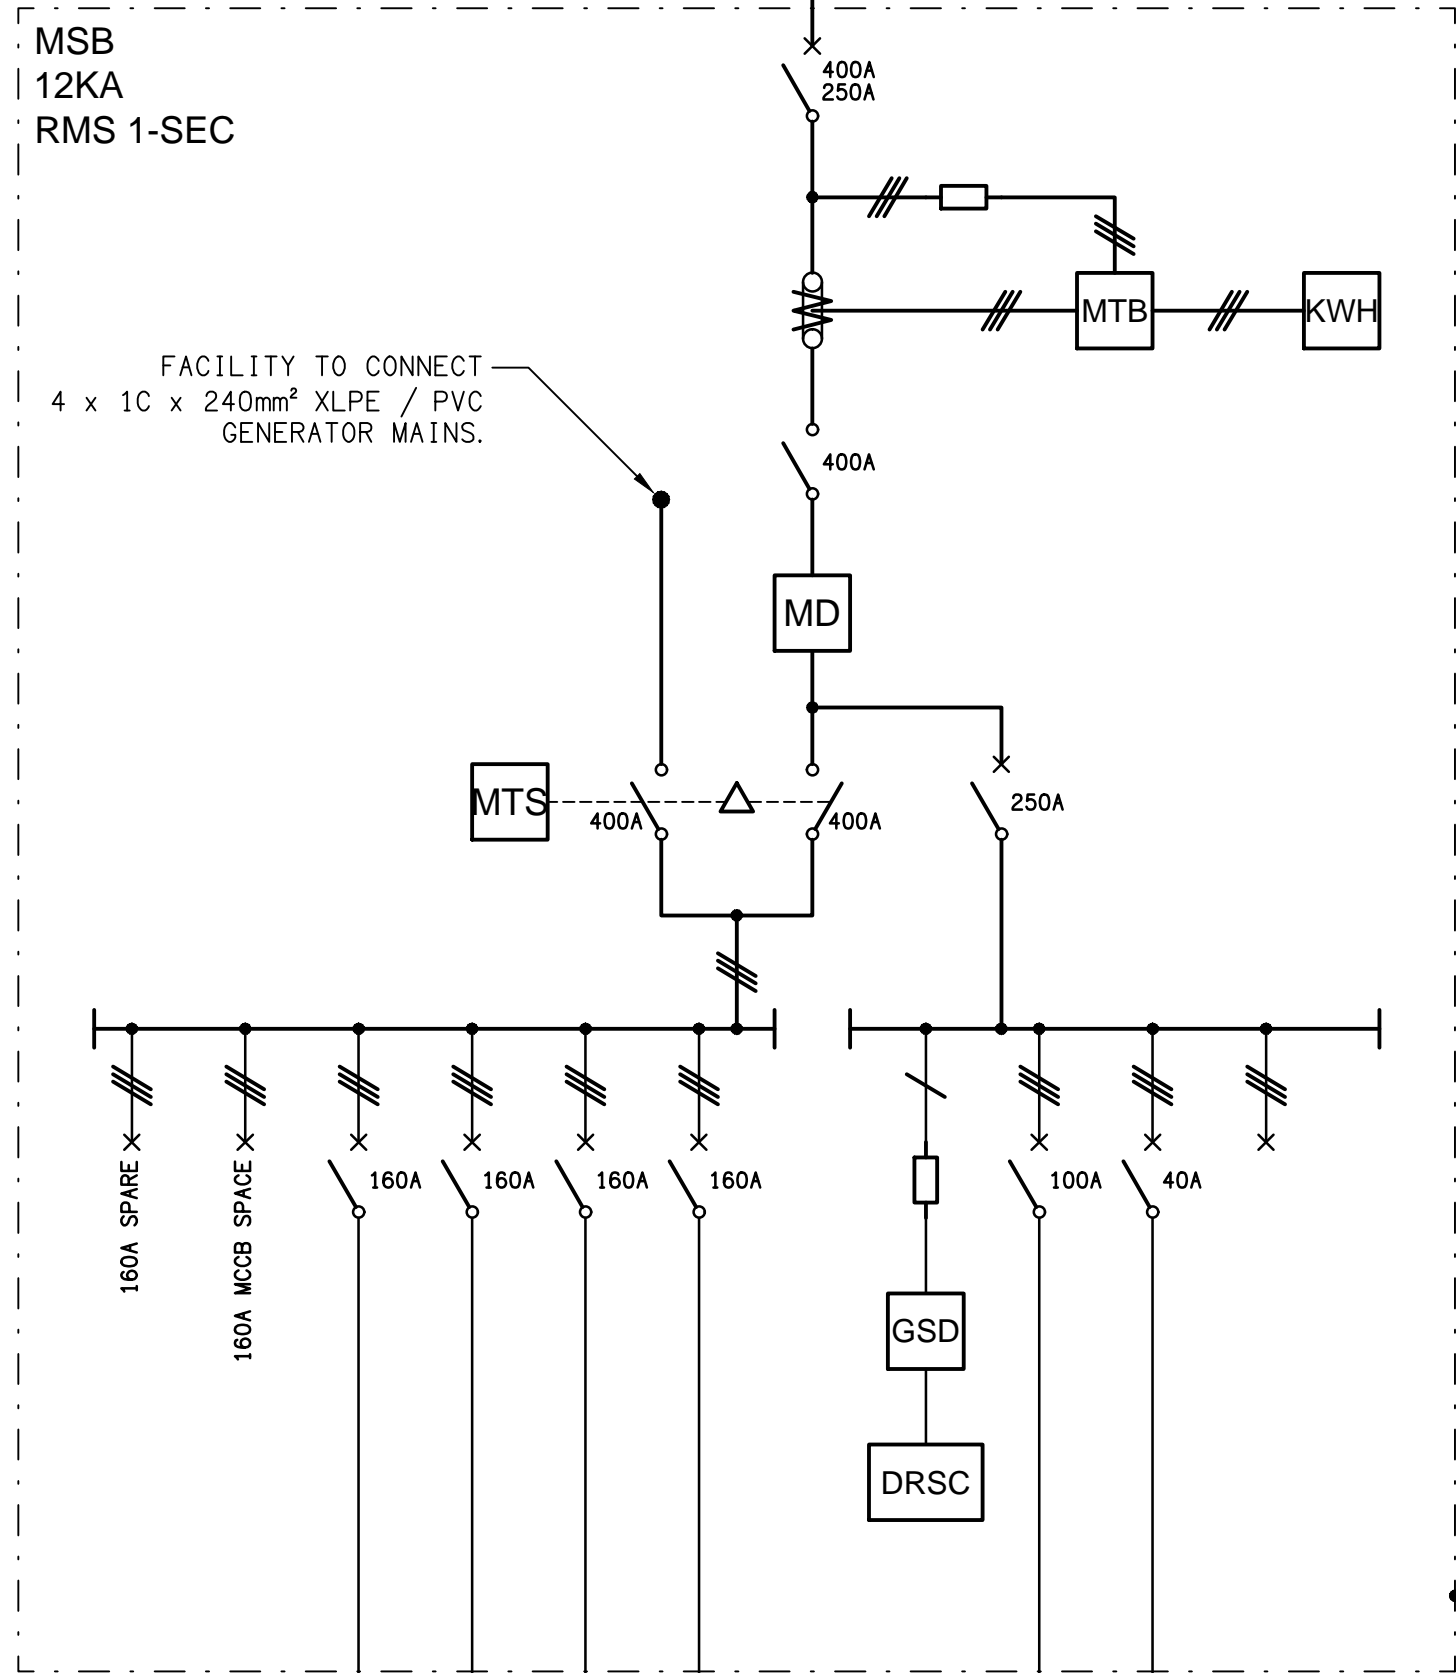 MSB
12KA
RMS 1-SEC
400A
250A
MTB
KWH
FACILITY TO CONNECT
4 x 1C x 240mm² XLPE / PVC
GENERATOR MAINS.
400A
MD
MTS
400A
400A
250A
160A SPARE
160A MCCB SPACE
160A
160A
160A
160A
100A
40A
GSD
DRSC